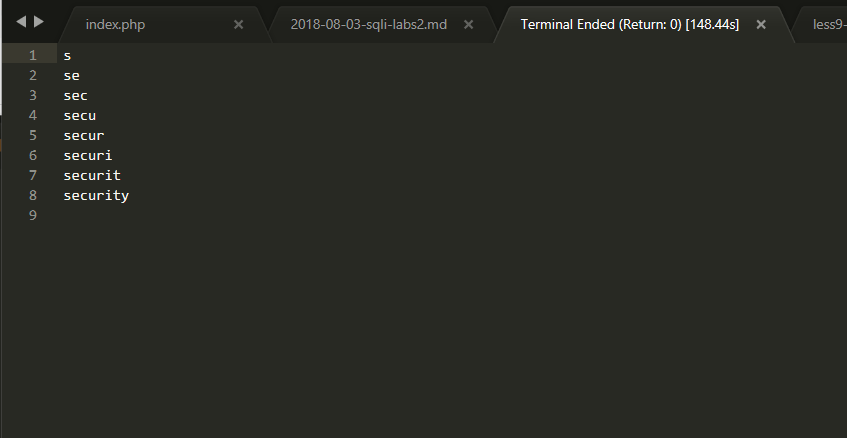 index.php × 2018-08-03-sqli-labs2.md × Terminal Ended (Return: 0) [148.44s] × less9-
1 s
2 se
3 sec
4 secu
5 secur
6 securi
7 securit
8 security
9